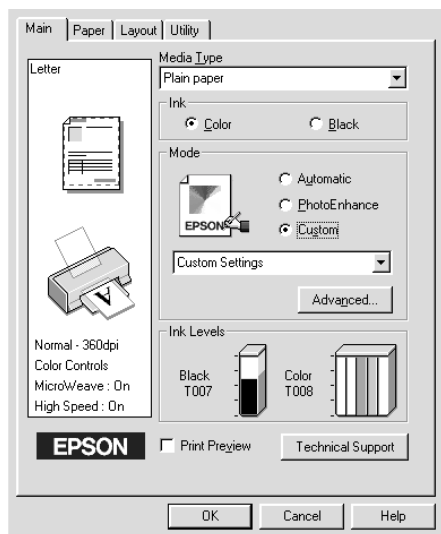 Main Paper Layout Utility
Letter
Media Type
Plain paper
Ink
Color Black
Mode
EPSON
Automatic
PhotoEnhance
Custom
Custom Settings
Advanced...
A
Normal - 360dpi
Color Controls
MicroWeave : On
High Speed : On
Ink Levels
Black
T007
Color
T008
EPSON
Print Preview
Technical Support
OK Cancel Help